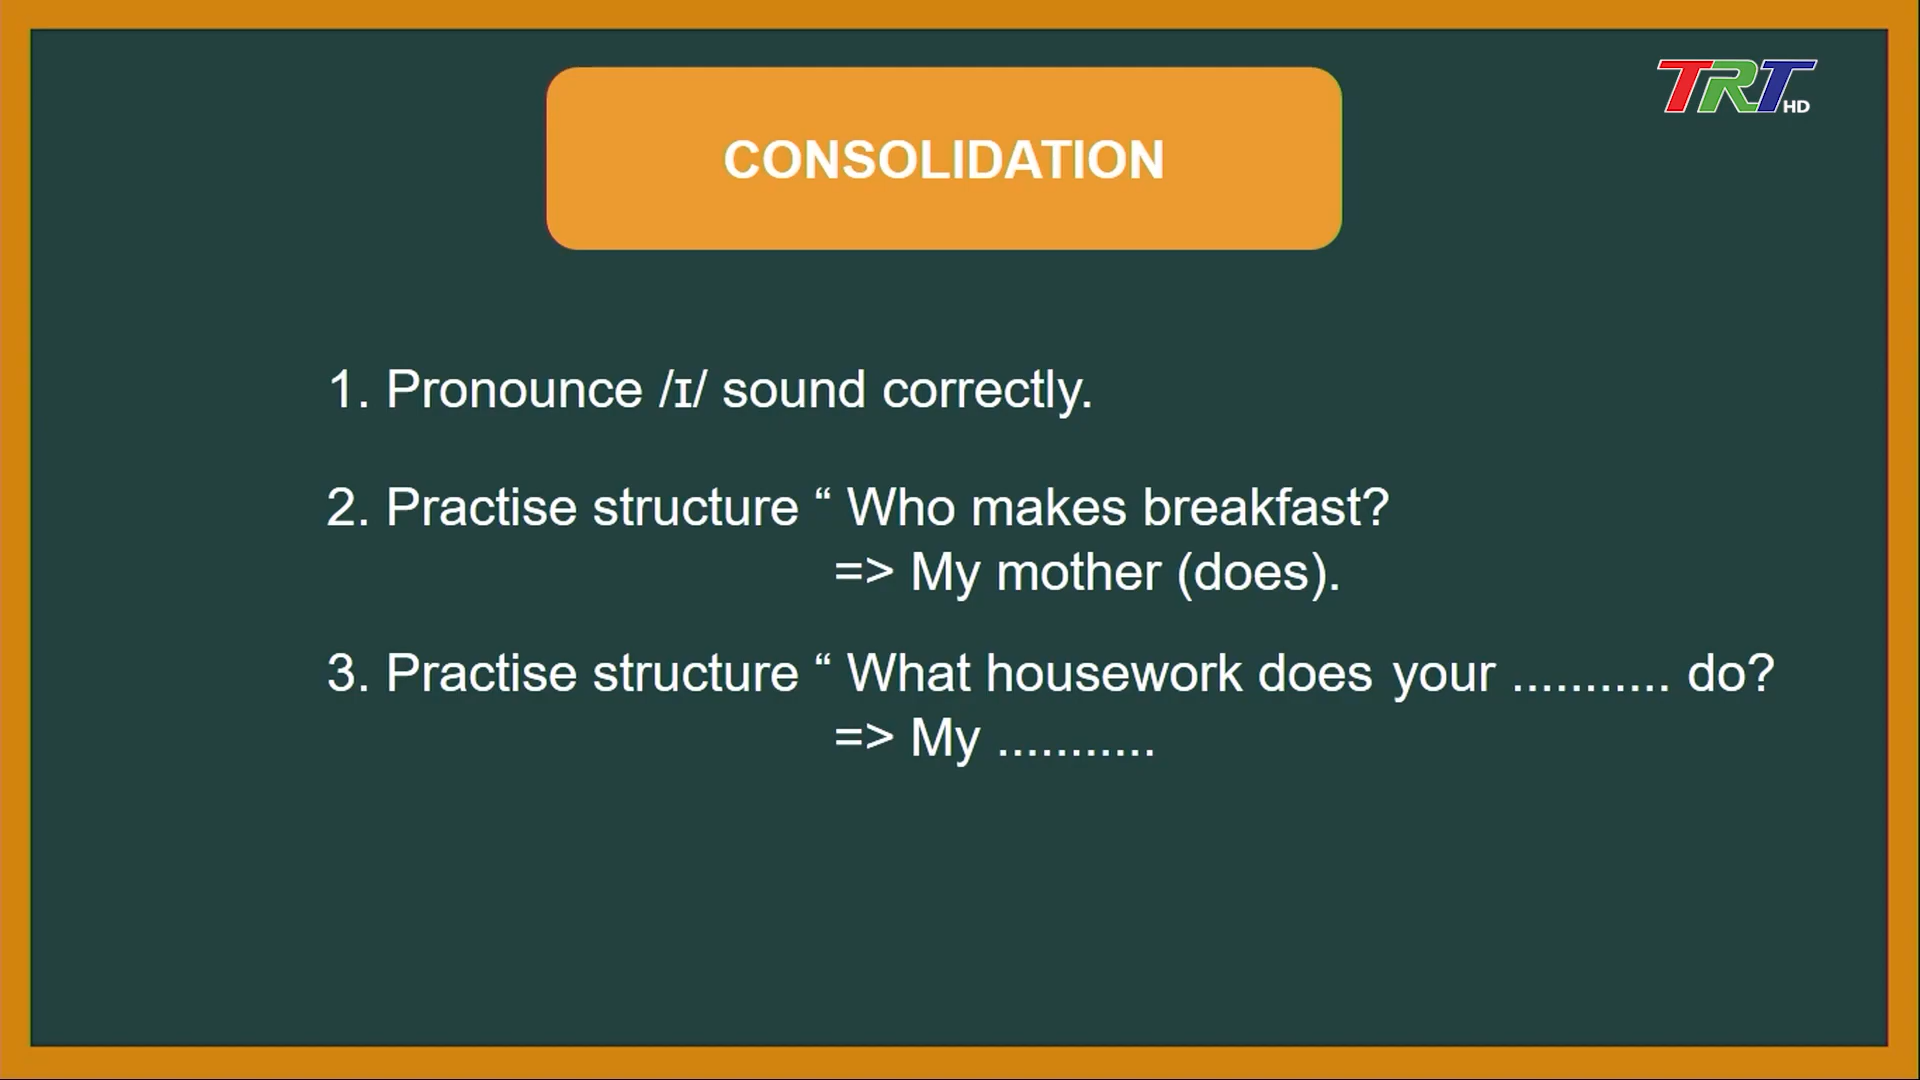 TRT HD
CONSOLIDATION
1. Pronounce /ɪ/ sound correctly.
2. Practise structure “ Who makes breakfast?
=> My mother (does).
3. Practise structure “ What housework does your ........... do?
=> My ...........